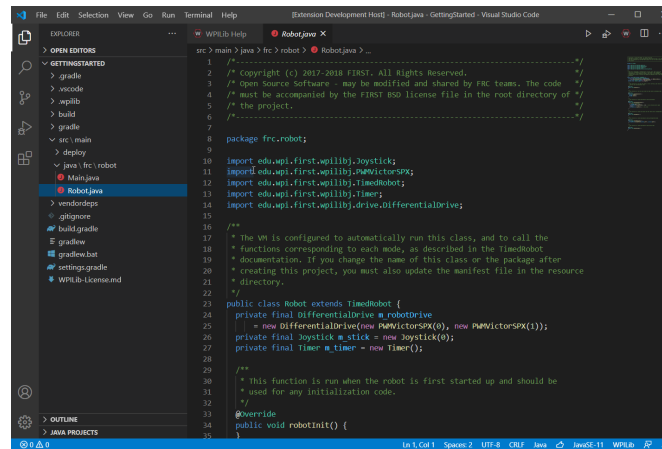 File Edit Selection View Go Run Terminal Help [Extension Development Host] - Robot.java - GettingStarted - Visual Studio Code
EXPLORER ...
> OPEN EDITORS
GETTINGSTARTED
> .gradle
> .vscode
> .wpilib
> build
> gradle
src \ main
> deploy
java \ frc \ robot
Main.java
Robot.java
> vendordeps
.gitignore
build.gradle
gradlew
gradlew.bat
settings.gradle
WPILib-License.md
> OUTLINE
> JAVA PROJECTS
W WPILib Help Robot.java X
src > main > java > frc > robot > Robot.java > ...
1 /*----------------------------------------------------------------------------*/
2 /* Copyright (c) 2017-2018 FIRST. All Rights Reserved. */
3 /* Open Source Software - may be modified and shared by FRC teams. The code */
4 /* must be accompanied by the FIRST BSD license file in the root directory of */
5 /* the project. */
6 /*----------------------------------------------------------------------------*/
7
8 package frc.robot;
9
10 import edu.wpi.first.wpilibj.Joystick;
11 import edu.wpi.first.wpilibj.PWMVictorSPX;
12 import edu.wpi.first.wpilibj.TimedRobot;
13 import edu.wpi.first.wpilibj.Timer;
14 import edu.wpi.first.wpilibj.drive.DifferentialDrive;
15
16 /**
17 * The VM is configured to automatically run this class, and to call the
18 * functions corresponding to each mode, as described in the TimedRobot
19 * documentation. If you change the name of this class or the package after
20 * creating this project, you must also update the manifest file in the resource
21 * directory.
22 */
23 public class Robot extends TimedRobot {
24 private final DifferentialDrive m_robotDrive
25 = new DifferentialDrive(new PWMVictorSPX(0), new PWMVictorSPX(1));
26 private final Joystick m_stick = new Joystick(0);
27 private final Timer m_timer = new Timer();
28
29 /**
30 * This function is run when the robot is first started up and should be
31 * used for any initialization code.
32 */
33 @Override
34 public void robotInit() {
35 }
0 0 Ln 1, Col 1 Spaces: 2 UTF-8 CRLF Java JavaSE-11 WPILib